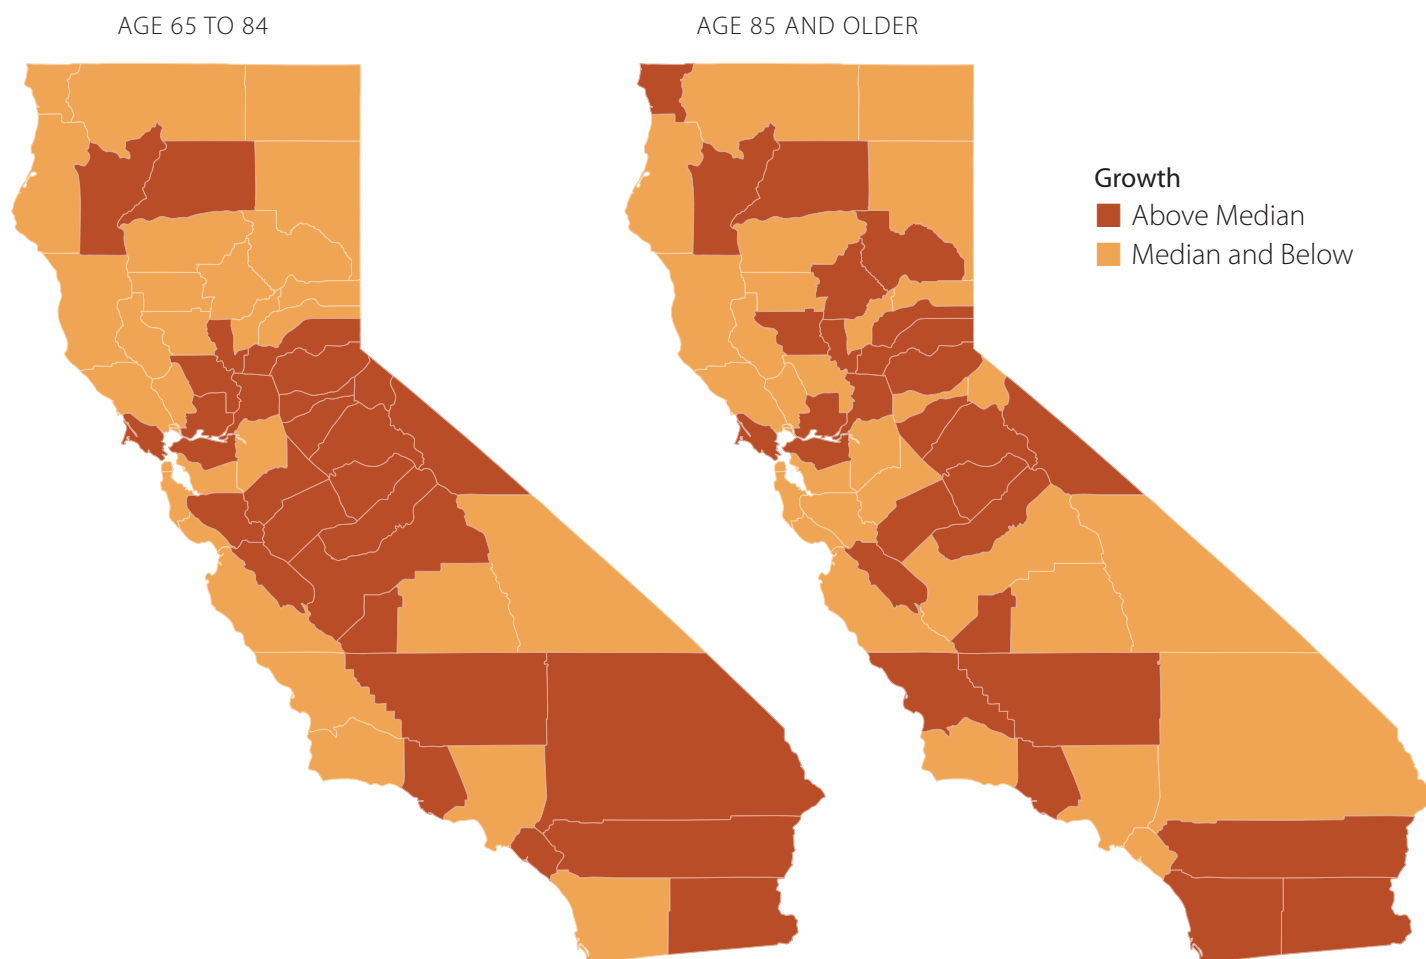 AGE 65 TO 84
AGE 85 AND OLDER
Growth
Above Median
Median and Below